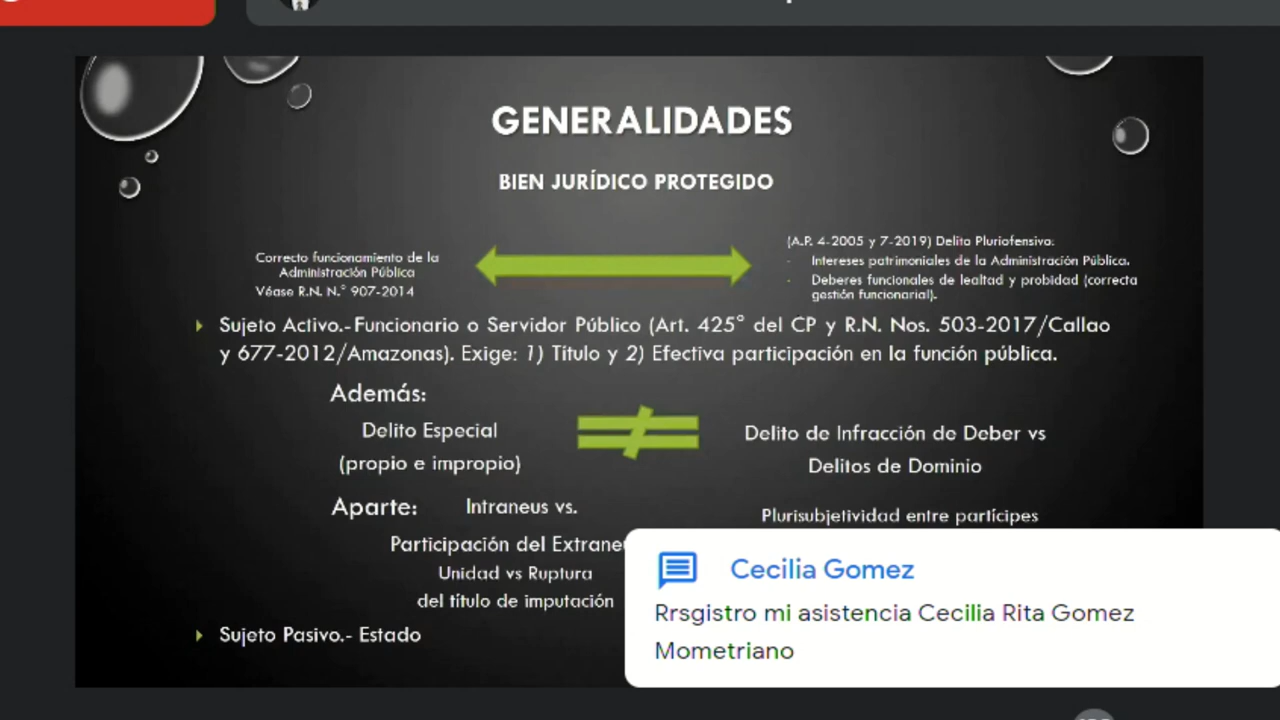 GENERALIDADES
BIEN JURÍDICO PROTEGIDO
Correcto funcionamiento de la
Administración Pública
Véase R.N. N.° 907-2014
(A.P. 4-2005 y 7-2019) Delito Pluriofensivo:
- Intereses patrimoniales de la Administración Pública.
- Deberes funcionales de lealtad y probidad (correcta
gestión funcionarial).
Sujeto Activo.- Funcionario o Servidor Público (Art. 425° del CP y R.N. Nos. 503-2017/Callao
y 677-2012/Amazonas). Exige: 1) Título y 2) Efectiva participación en la función pública.
Además:
Delito Especial
(propio e impropio)
Delito de Infracción de Deber vs
Delitos de Dominio
Aparte: Intraneus vs.
Participación del Extraneu
Unidad vs Ruptura
del título de imputación
Plurisubjetividad entre partícipes
Sujeto Pasivo.- Estado
Cecilia Gomez
Rrsgistro mi asistencia Cecilia Rita Gomez
Mometriano